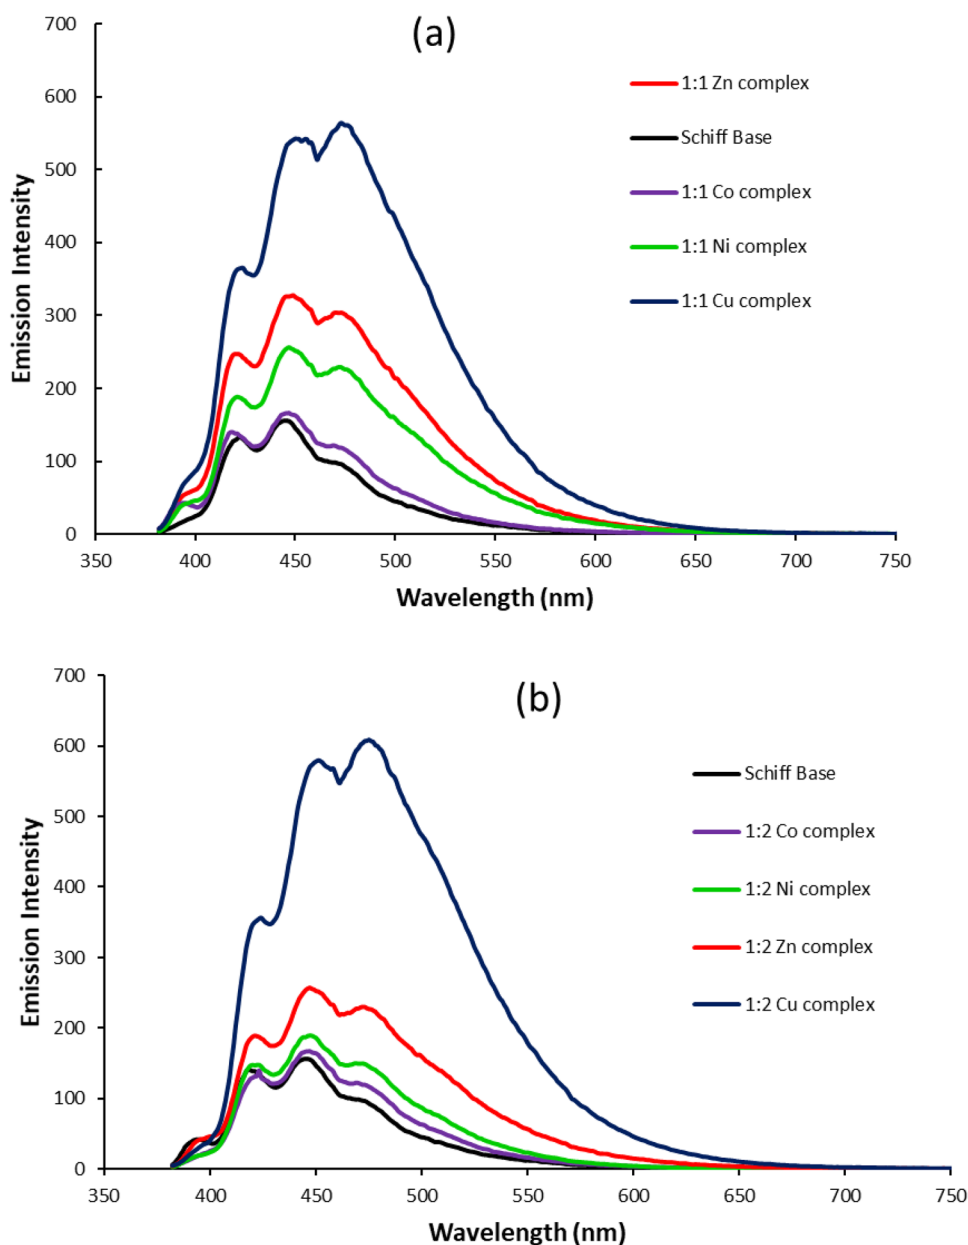 (a)
700
600
500
400
300
200
100
0
Emission Intensity
1:1 Zn complex
Schiff Base
1:1 Co complex
1:1 Ni complex
1:1 Cu complex
350 400 450 500 550 600 650 700 750
Wavelength (nm)
(b)
700
600
500
400
300
200
100
0
Emission Intensity
Schiff Base
1:2 Co complex
1:2 Ni complex
1:2 Zn complex
1:2 Cu complex
350 400 450 500 550 600 650 700 750
Wavelength (nm)